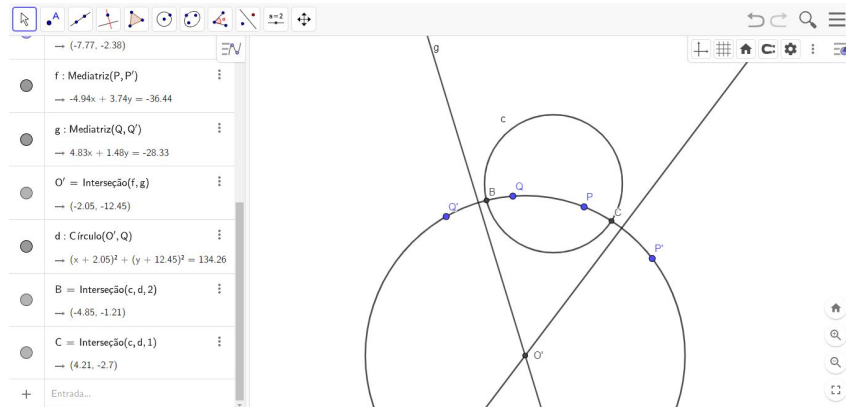 A
a=2
→ (-7.77, -2.38)
f : Mediatriz(P, P′)
→ -4.94x + 3.74y = -36.44
g : Mediatriz(Q, Q′)
→ 4.83x + 1.48y = -28.33
O′ = Interseção(f, g)
→ (-2.05, -12.45)
d : Círculo(O′, Q)
→ (x + 2.05)² + (y + 12.45)² = 134.26
B = Interseção(c, d, 2)
→ (-4.85, -1.21)
C = Interseção(c, d, 1)
→ (4.21, -2.7)
+ Entrada...
g
c
B
Q
Q'
P
C
P'
O'